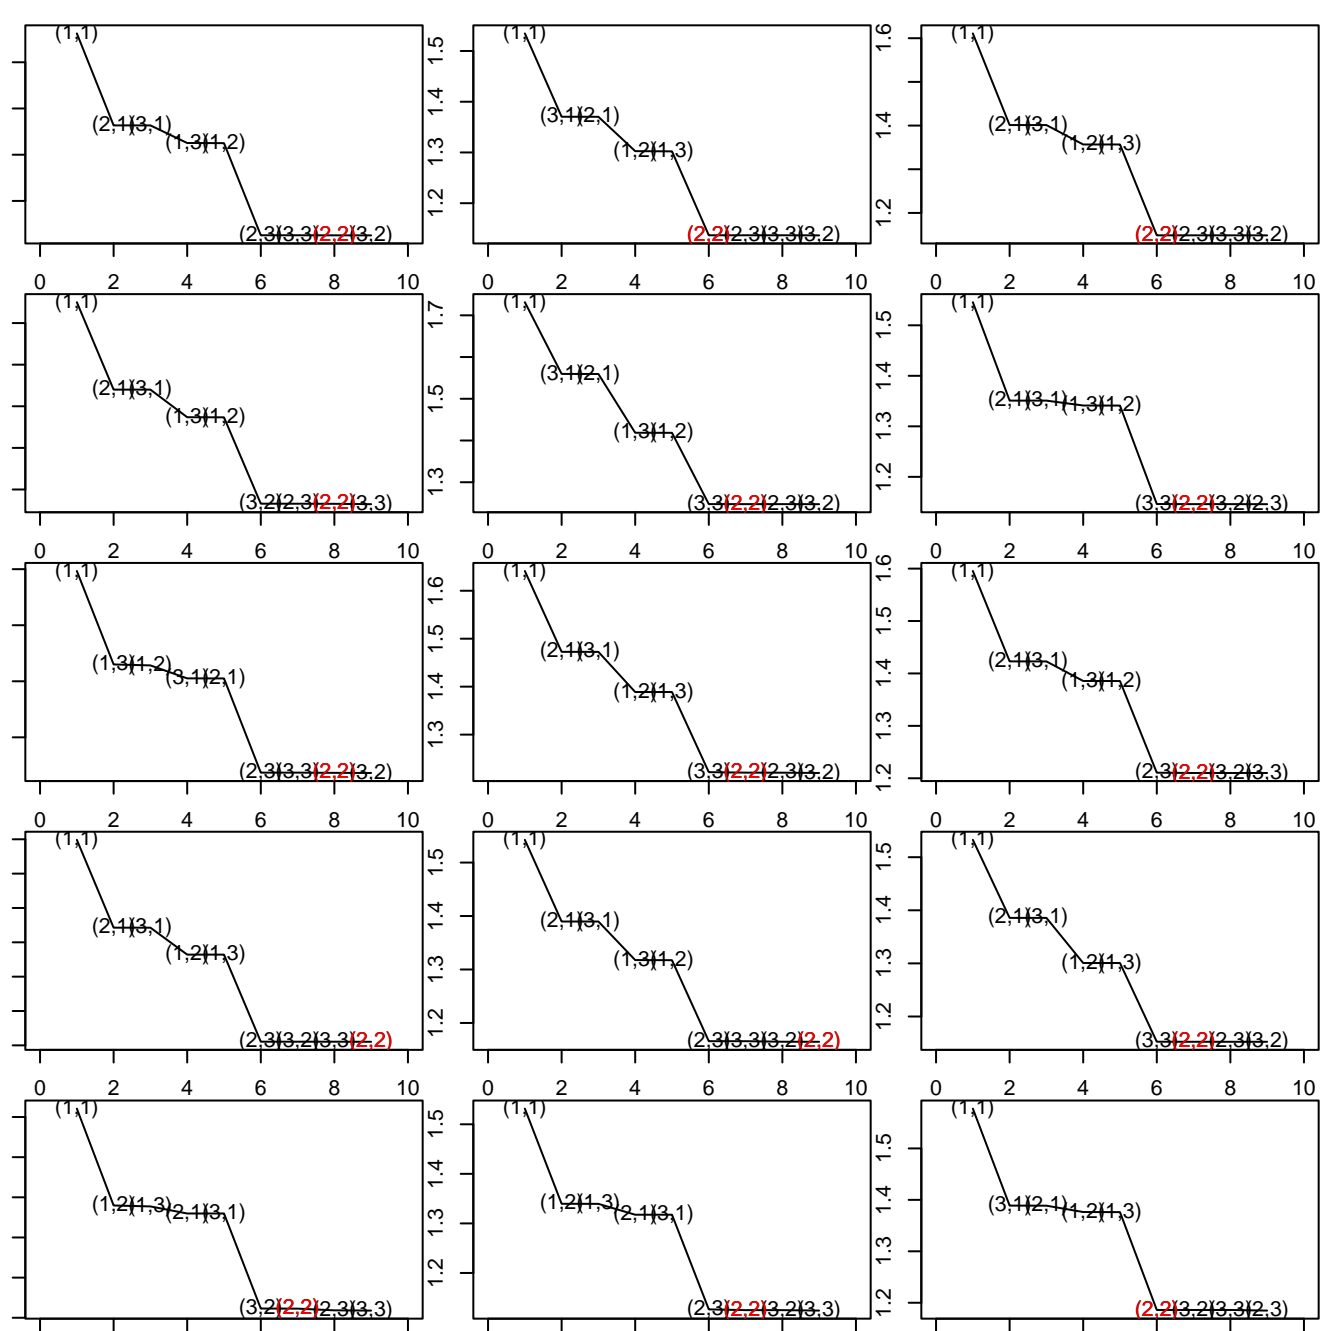 (1,1) (2,1)(3,1) (1,3)(1,2) (2,3)(3,3)(2,2)(3,2)
1.2 1.3 1.4 1.5 (1,1) (3,1)(2,1) (1,2)(1,3) (2,2)(2,3)(3,3)(3,2)
1.2 1.4 1.6 (1,1) (2,1)(3,1) (1,2)(1,3) (2,2)(2,3)(3,3)(3,2)
0 2 4 6 8 10 0 2 4 6 8 10 0 2 4 6 8 10
(1,1) (2,1)(3,1) (1,3)(1,2) (3,2)(2,3)(2,2)(3,3)
1.3 1.5 1.7 (1,1) (3,1)(2,1) (1,3)(1,2) (3,3)(2,2)(2,3)(3,2)
1.2 1.3 1.4 1.5 (1,1) (2,1)(3,1)(1,3)(1,2) (3,3)(2,2)(3,2)(2,3)
0 2 4 6 8 10 0 2 4 6 8 10 0 2 4 6 8 10
(1,1) (1,3)(1,2) (3,1)(2,1) (2,3)(3,3)(2,2)(3,2)
1.3 1.4 1.5 1.6 (1,1) (2,1)(3,1) (1,2)(1,3) (3,3)(2,2)(2,3)(3,2)
1.2 1.3 1.4 1.5 1.6 (1,1) (2,1)(3,1) (1,3)(1,2) (2,3)(2,2)(3,2)(3,3)
0 2 4 6 8 10 0 2 4 6 8 10 0 2 4 6 8 10
(1,1) (2,1)(3,1) (1,2)(1,3) (2,3)(3,2)(3,3)(2,2)
1.2 1.3 1.4 1.5 (1,1) (2,1)(3,1) (1,3)(1,2) (2,3)(3,3)(3,2)(2,2)
1.2 1.3 1.4 1.5 (1,1) (2,1)(3,1) (1,2)(1,3) (3,3)(2,2)(2,3)(3,2)
0 2 4 6 8 10 0 2 4 6 8 10 0 2 4 6 8 10
(1,1) (1,2)(1,3)(2,1)(3,1) (3,2)(2,2)(2,3)(3,3)
1.2 1.3 1.4 1.5 (1,1) (1,2)(1,3)(2,1)(3,1) (2,3)(2,2)(3,2)(3,3)
1.2 1.3 1.4 1.5 (1,1) (3,1)(2,1)(1,2)(1,3) (2,2)(3,2)(3,3)(2,3)